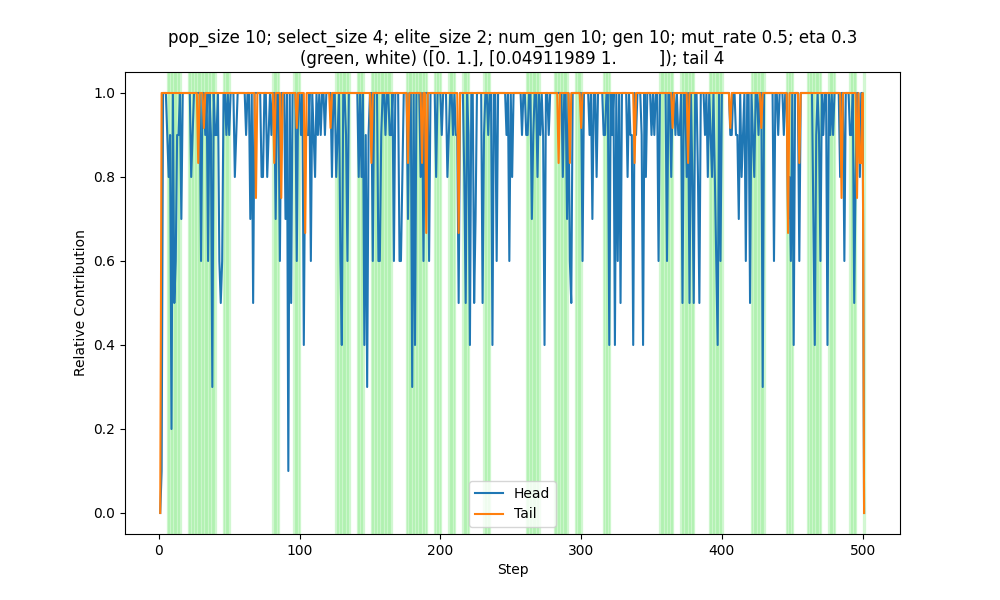 pop_size 10; select_size 4; elite_size 2; num_gen 10; gen 10; mut_rate 0.5; eta 0.3
(green, white) ([0. 1.], [0.04911989 1.         ]); tail 4
1.0
0.8
0.6
0.4
0.2
0.0
Relative Contribution
Head
Tail
0
100
200
300
400
500
Step